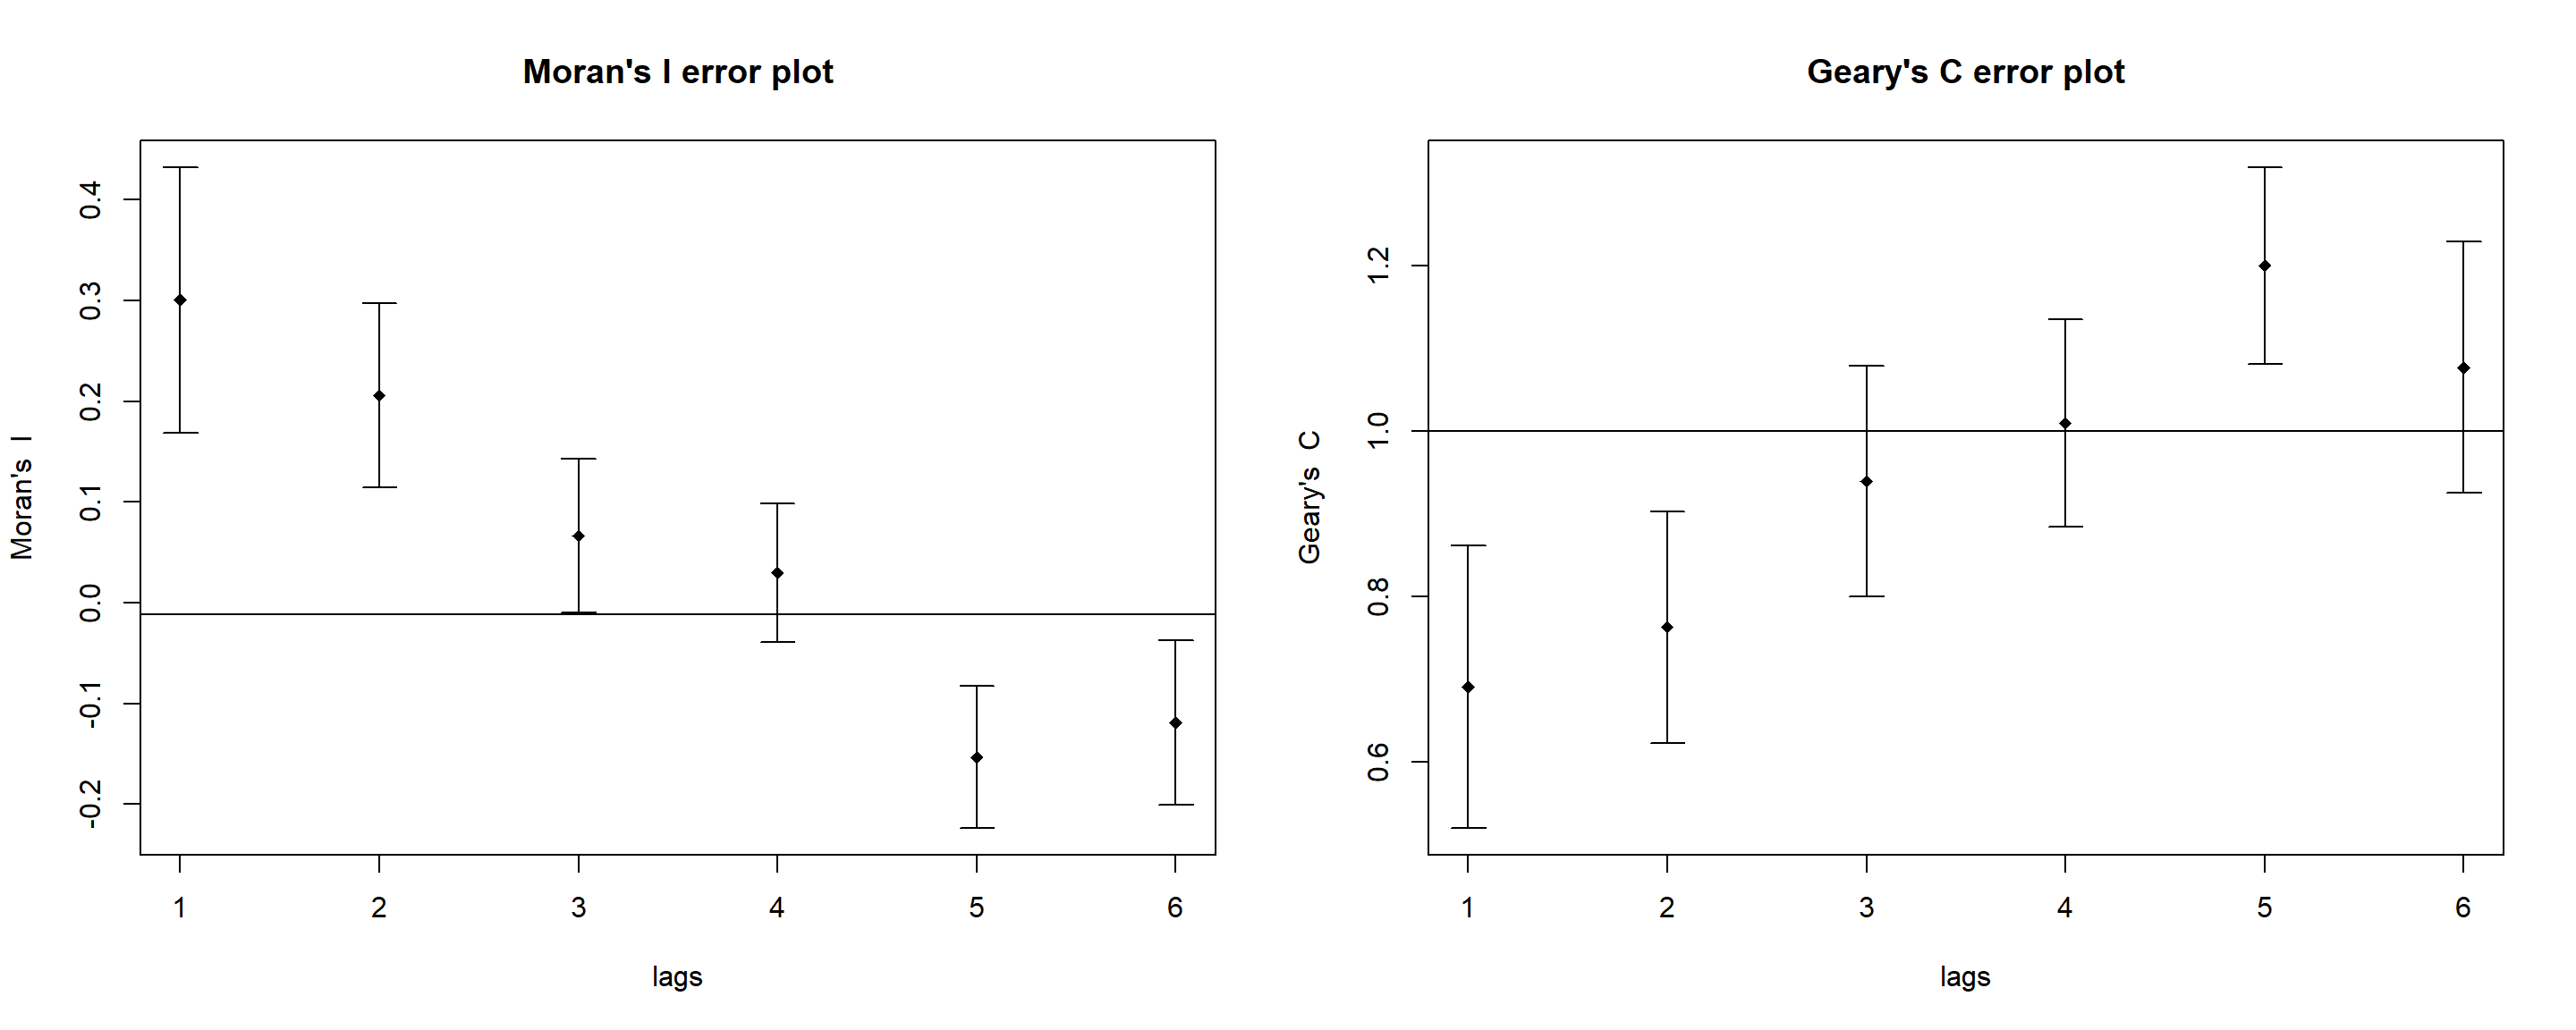 Moran's I error plot
Moran's I
0.4
0.3
0.2
0.1
0.0
-0.1
-0.2
1 2 3 4 5 6
lags
Geary's C error plot
Geary's C
1.2
1.0
0.8
0.6
1 2 3 4 5 6
lags